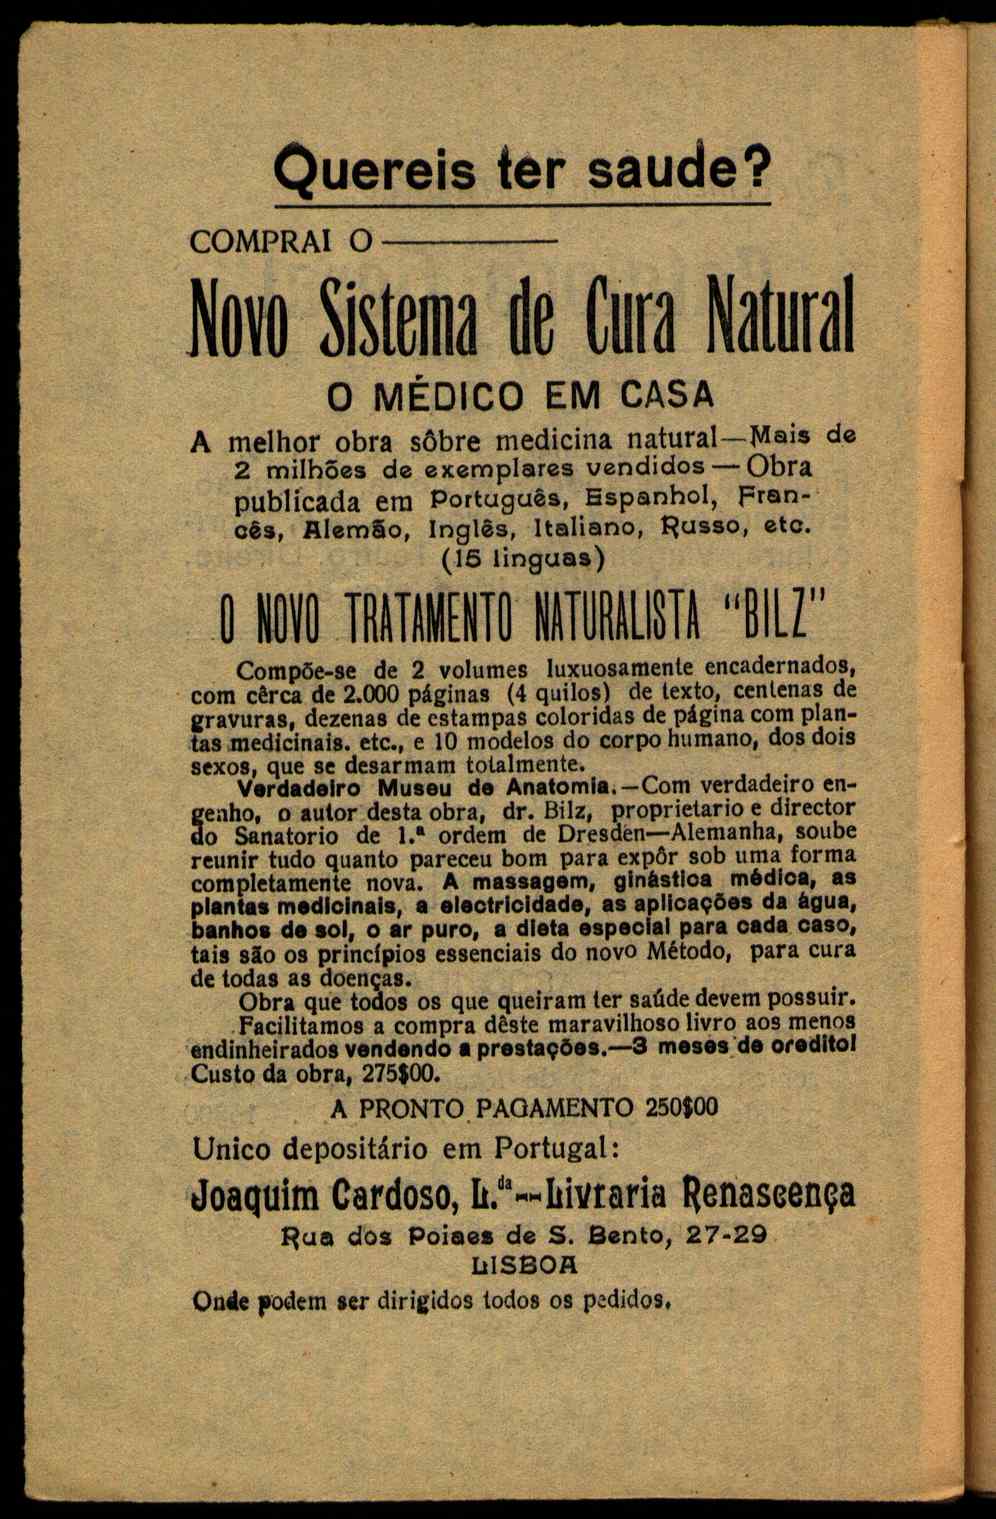 Quereis ter saude?
COMPRAI O
Novo Sistema de Cura Natural
O MÉDICO EM CASA
A melhor obra sôbre medicina natural—Mais de
2 milhões de exemplares vendidos—Obra
publicada em Português, Espanhol, Fran-
cês, Alemão, Inglês, Italiano, Russo, etc.
(15 linguas)
O NOVO TRATAMENTO NATURALISTA "BILZ"
Compõe-se de 2 volumes luxuosamente encadernados,
com cêrca de 2.000 páginas (4 quilos) de texto, centenas de
gravuras, dezenas de estampas coloridas de página com plan-
tas medicinais. etc., e 10 modelos do corpo humano, dos dois
sexos, que se desarmam totalmente.
Verdadeiro Museu de Anatomia.—Com verdadeiro en-
genho, o autor desta obra, dr. Bilz, proprietario e director
do Sanatorio de 1.ª ordem de Dresden—Alemanha, soube
reunir tudo quanto pareceu bom para expôr sob uma forma
completamente nova. A massagem, ginástica médica, as
plantas medicinais, a electricidade, as aplicações da água,
banhos de sol, o ar puro, a dieta especial para cada caso,
tais são os princípios essenciais do novo Método, para cura
de todas as doenças.
Obra que todos os que queiram ter saúde devem possuir.
Facilitamos a compra dêste maravilhoso livro aos menos
endinheirados vendendo a prestações.—3 meses de credito!
Custo da obra, 275$00.
A PRONTO PAGAMENTO 250$00
Unico depositário em Portugal:
Joaquim Cardoso, L.da--Livraria Renascença
Rua dos Poiaes de S. Bento, 27-29
LISBOA
Onde podem ser dirigidos todos os pedidos.